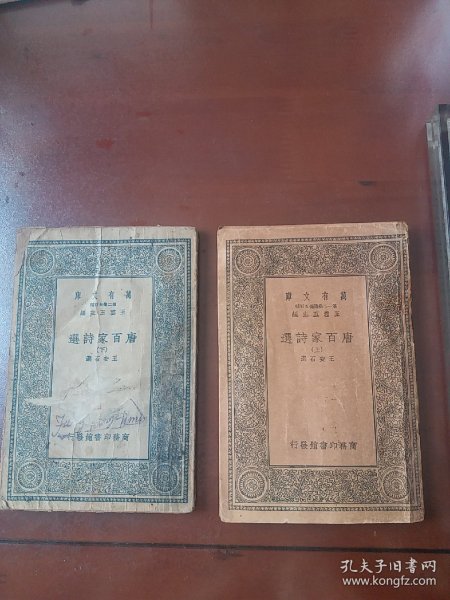 庫文有萬
編主五雲王
選詩家百唐
(下)
選石安王
行發館書印務商
庫文有萬
編主五雲王
選詩家百唐
(上)
選石安王
行發館書印務商
孔夫子旧书网
www.kongfz.com